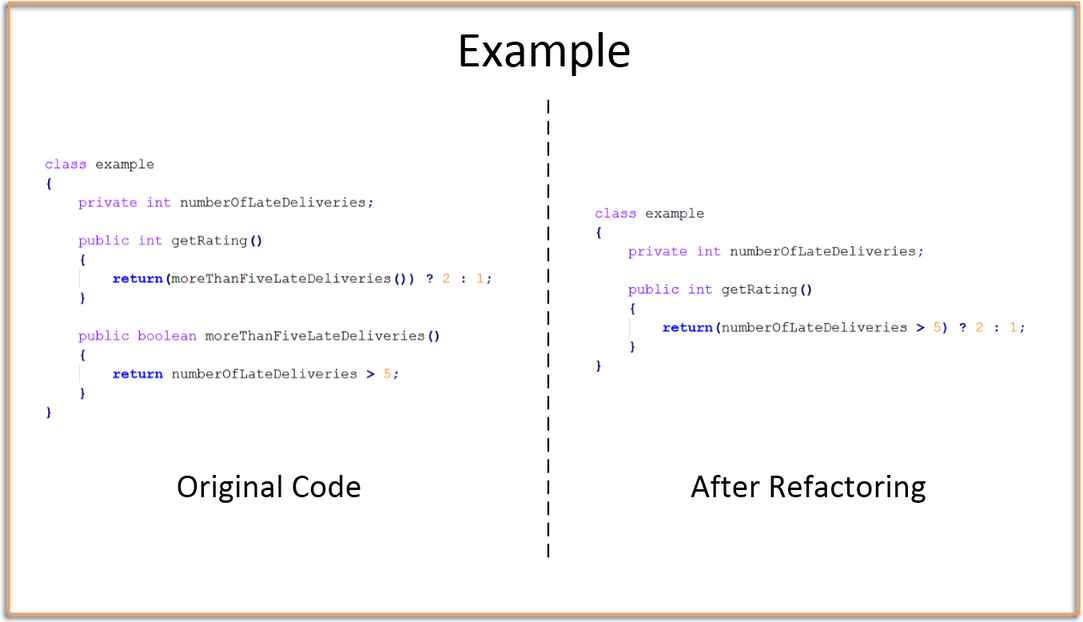 Example
class example
{
    private int numberOfLateDeliveries;
    public int getRating()
    {
        return(moreThanFiveLateDeliveries()) ? 2 : 1;
    }
    public boolean moreThanFiveLateDeliveries()
    {
        return numberOfLateDeliveries > 5;
    }
}
Original Code
class example
{
    private int numberOfLateDeliveries;
    public int getRating()
    {
        return(numberOfLateDeliveries > 5) ? 2 : 1;
    }
}
After Refactoring